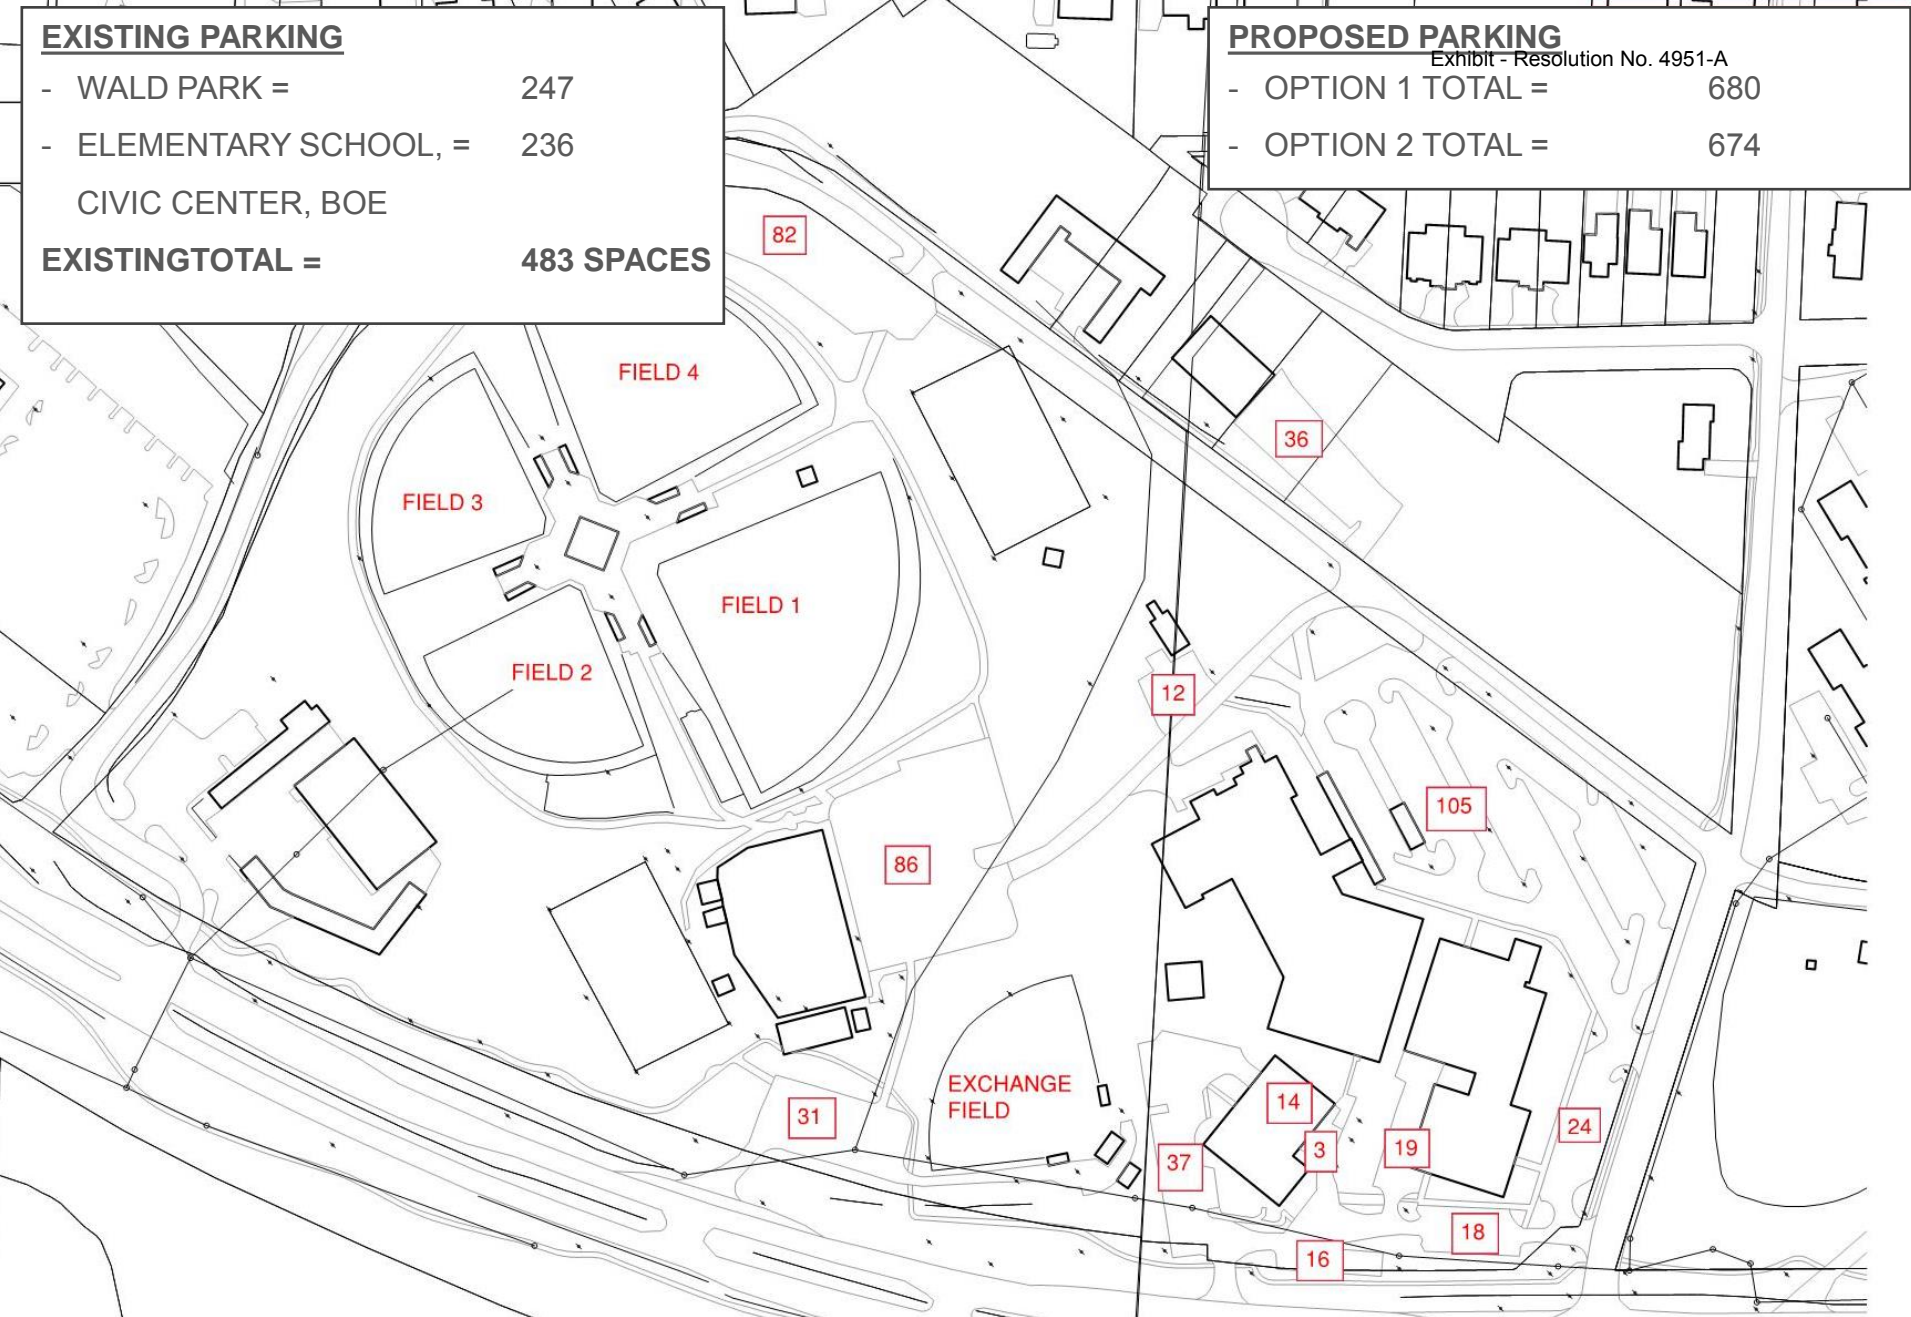 EXISTING PARKING
- WALD PARK = 247
- ELEMENTARY SCHOOL, = 236
CIVIC CENTER, BOE
EXISTINGTOTAL = 483 SPACES
PROPOSED PARKING
Exhibit - Resolution No. 4951-A
- OPTION 1 TOTAL = 680
- OPTION 2 TOTAL = 674
82
FIELD 4
36
FIELD 3
FIELD 1
FIELD 2
12
105
86
EXCHANGE
FIELD
14
31
24
3
19
37
18
16